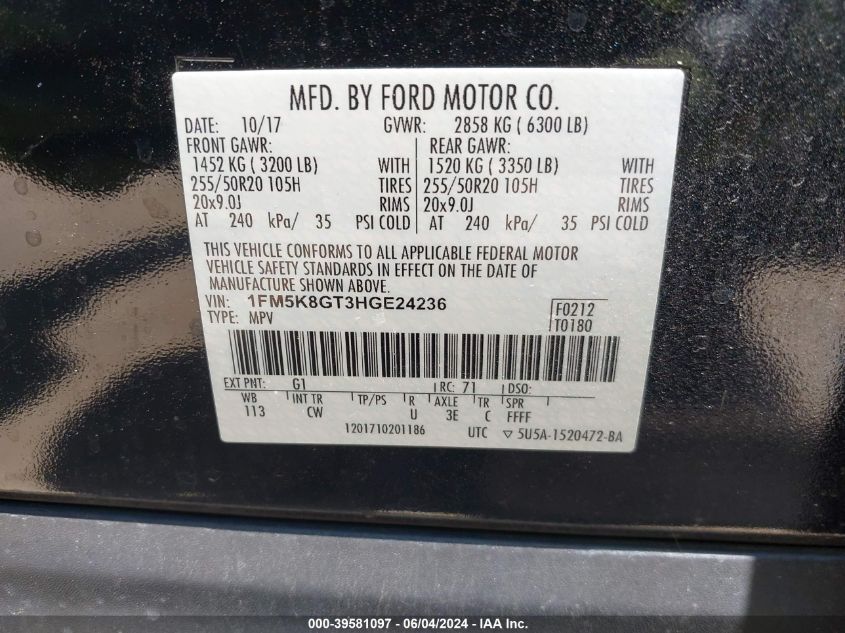 MFD. BY FORD MOTOR CO.
DATE: 10/17 GVWR: 2858 KG ( 6300 LB)
FRONT GAWR: REAR GAWR:
1452 KG ( 3200 LB) WITH 1520 KG ( 3350 LB) WITH
255/50R20 105H TIRES 255/50R20 105H TIRES
20x9.0J RIMS 20x9.0J RIMS
AT 240 kPa/ 35 PSI COLD AT 240 kPa/ 35 PSI COLD
THIS VEHICLE CONFORMS TO ALL APPLICABLE FEDERAL MOTOR
VEHICLE SAFETY STANDARDS IN EFFECT ON THE DATE OF
MANUFACTURE SHOWN ABOVE.
VIN: 1FM5K8GT3HGE24236 F0212
TYPE: MPV T0180
EXT PNT: G1 RC: 71 DSO:
WB INT TR TP/PS R AXLE TR SPR
113 CW U 3E C FFFF
1201710201186 UTC ▽ 5U5A-1520472-BA
000-39581097 - 06/04/2024 - IAA Inc.